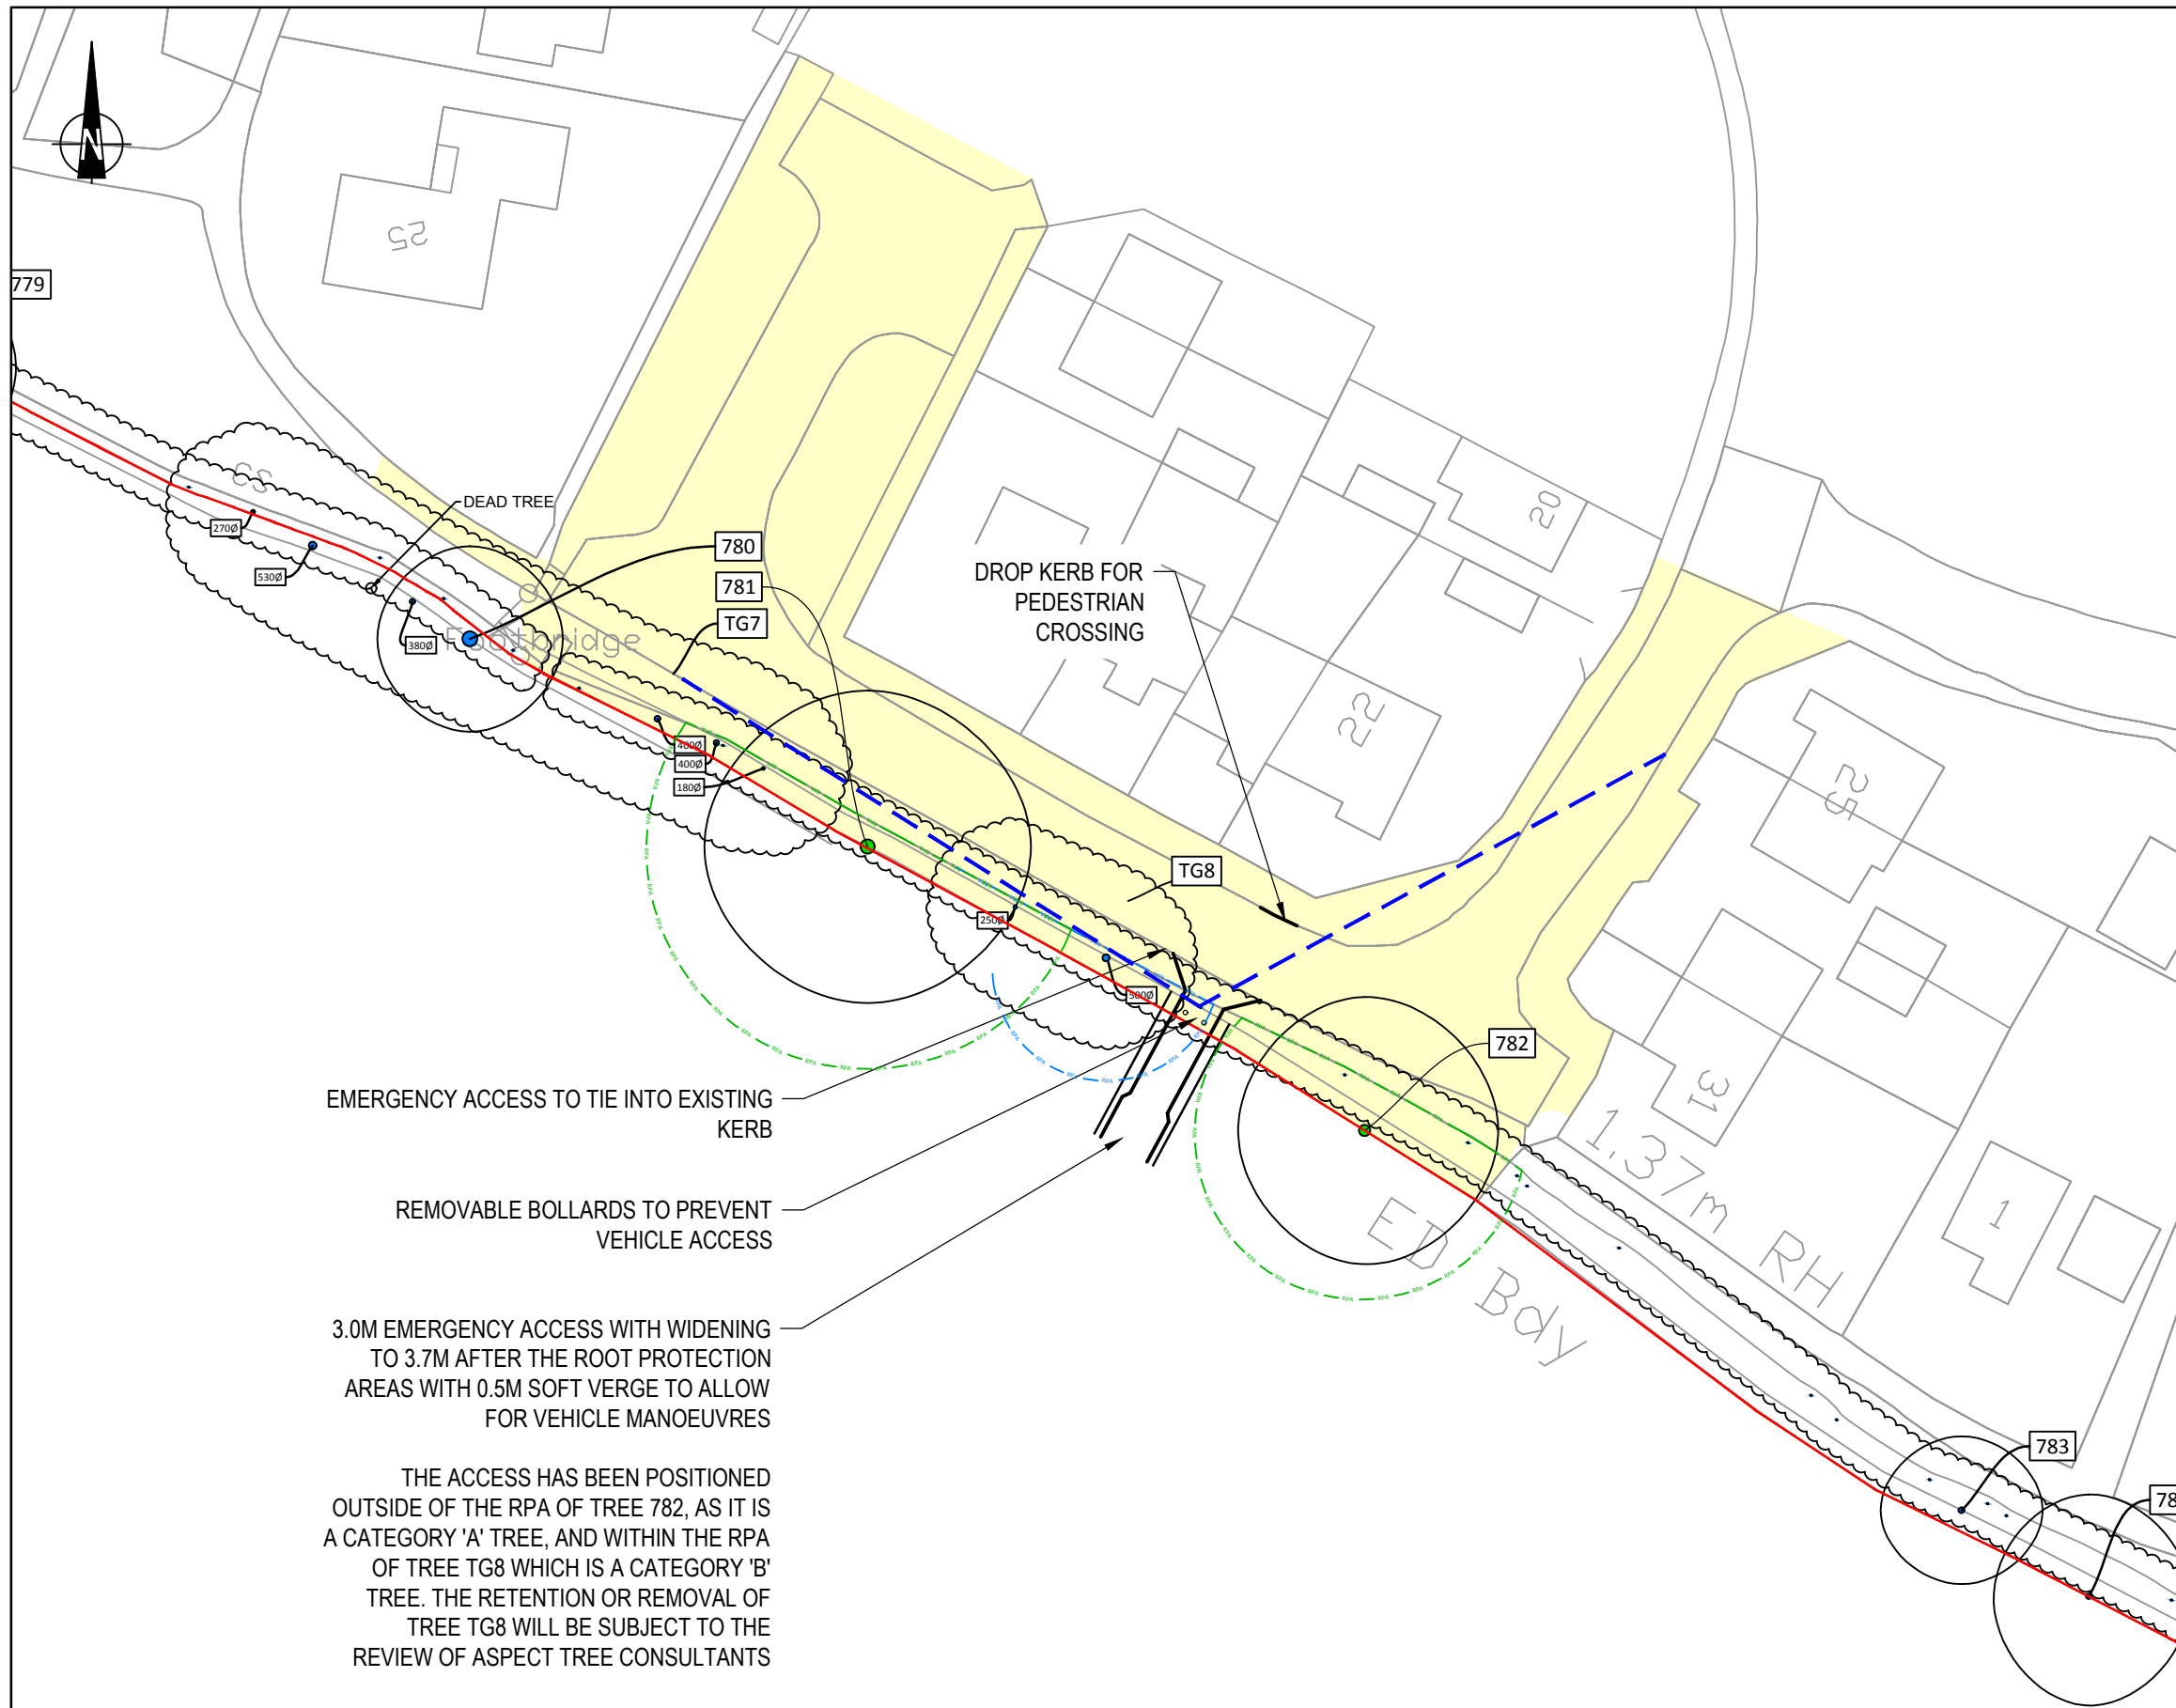 N
25
779
23
DEAD TREE
270Ø
530Ø
380Ø
780
781
TG7
Footbridge
400Ø
400Ø
180Ø
DROP KERB FOR
PEDESTRIAN
CROSSING
20
22
25
TG8
250Ø
500Ø
782
31
1.37m RH
1
ED Bdy
EMERGENCY ACCESS TO TIE INTO EXISTING
KERB
REMOVABLE BOLLARDS TO PREVENT
VEHICLE ACCESS
3.0M EMERGENCY ACCESS WITH WIDENING
TO 3.7M AFTER THE ROOT PROTECTION
AREAS WITH 0.5M SOFT VERGE TO ALLOW
FOR VEHICLE MANOEUVRES
THE ACCESS HAS BEEN POSITIONED
OUTSIDE OF THE RPA OF TREE 782, AS IT IS
A CATEGORY 'A' TREE, AND WITHIN THE RPA
OF TREE TG8 WHICH IS A CATEGORY 'B'
TREE. THE RETENTION OR REMOVAL OF
TREE TG8 WILL BE SUBJECT TO THE
REVIEW OF ASPECT TREE CONSULTANTS
783
78